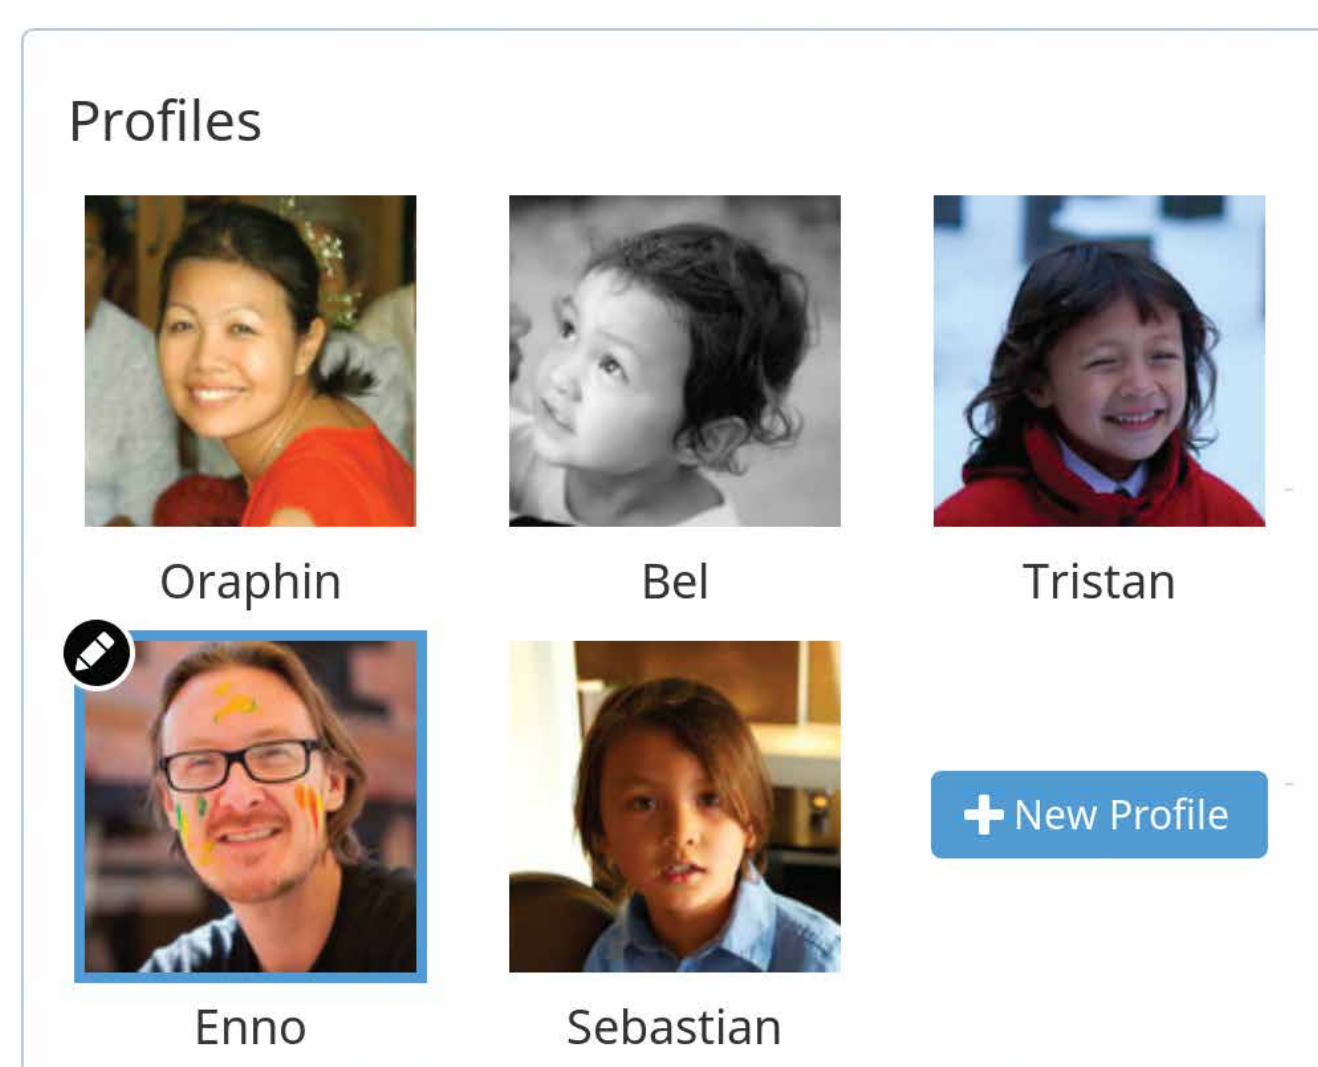 Profiles
Oraphin
Bel
Tristan
Enno
Sebastian
New Profile